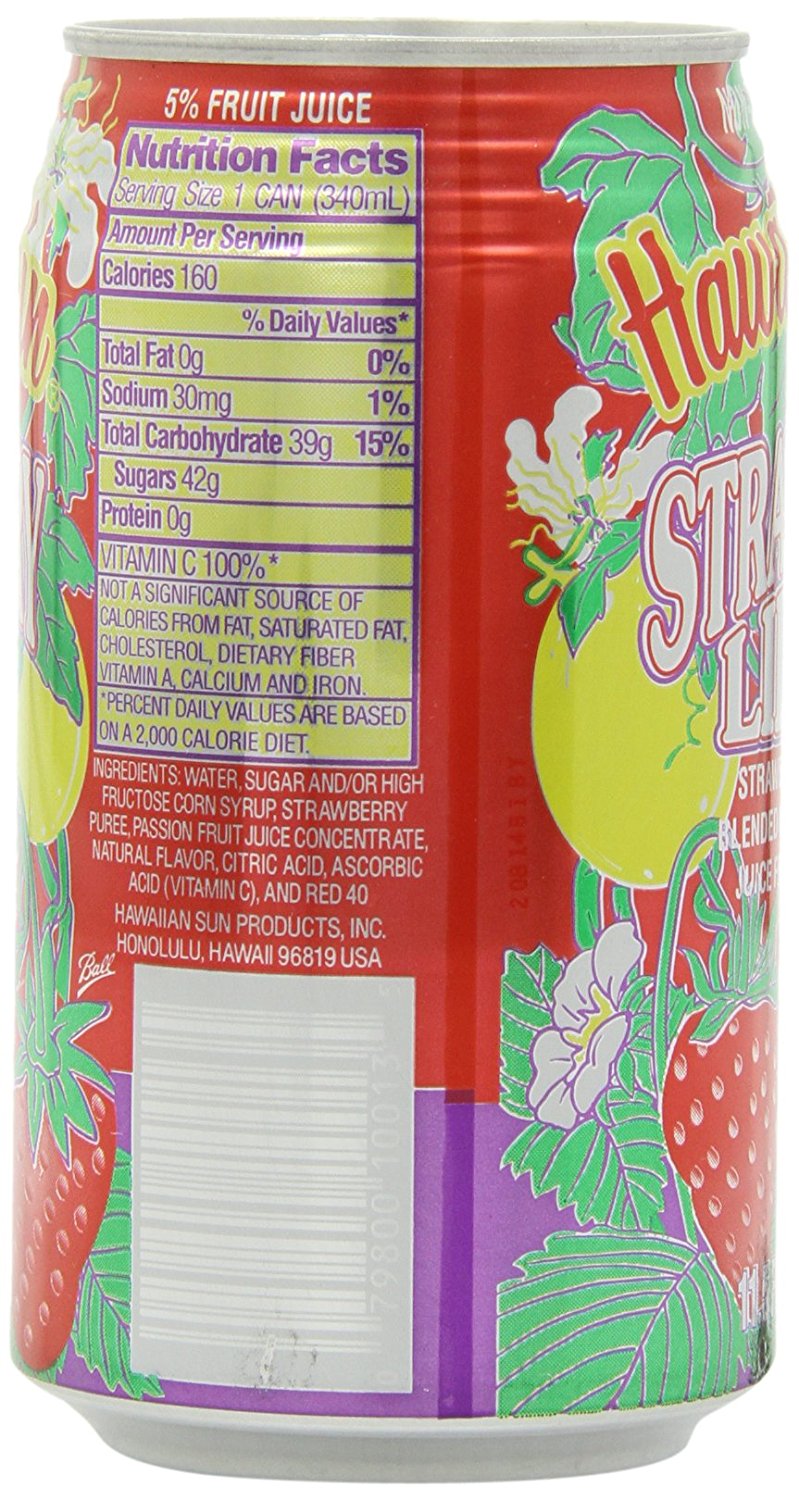 5% FRUIT JUICE
Nutrition Facts
Serving Size 1 CAN (340mL)
Amount Per Serving
Calories 160
% Daily Values*
Total Fat 0g 0%
Sodium 30mg 1%
Total Carbohydrate 39g 15%
Sugars 42g
Protein 0g
VITAMIN C 100%*
NOT A SIGNIFICANT SOURCE OF
CALORIES FROM FAT, SATURATED FAT,
CHOLESTEROL, DIETARY FIBER
VITAMIN A, CALCIUM AND IRON.
*PERCENT DAILY VALUES ARE BASED
ON A 2,000 CALORIE DIET.
INGREDIENTS: WATER, SUGAR AND/OR HIGH
FRUCTOSE CORN SYRUP, STRAWBERRY
PUREE, PASSION FRUIT JUICE CONCENTRATE,
NATURAL FLAVOR, CITRIC ACID, ASCORBIC
ACID (VITAMIN C), AND RED 40
HAWAIIAN SUN PRODUCTS, INC.
HONOLULU, HAWAII 96819 USA
Ball
Hawa
STRA
LI
STRAW
BLENDED
JUICE